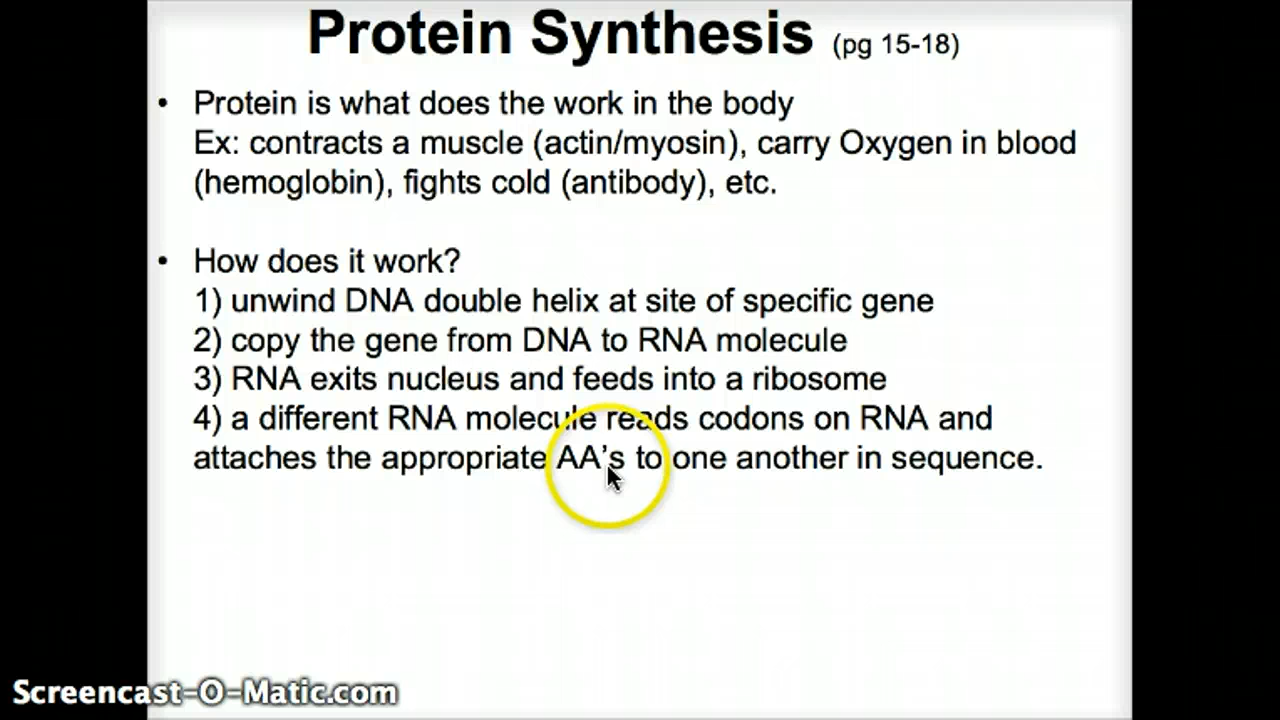 Protein Synthesis (pg 15-18)
• Protein is what does the work in the body
Ex: contracts a muscle (actin/myosin), carry Oxygen in blood
(hemoglobin), fights cold (antibody), etc.
• How does it work?
1) unwind DNA double helix at site of specific gene
2) copy the gene from DNA to RNA molecule
3) RNA exits nucleus and feeds into a ribosome
4) a different RNA molecule reads codons on RNA and
attaches the appropriate AA's to one another in sequence.
Screencast-O-Matic.com